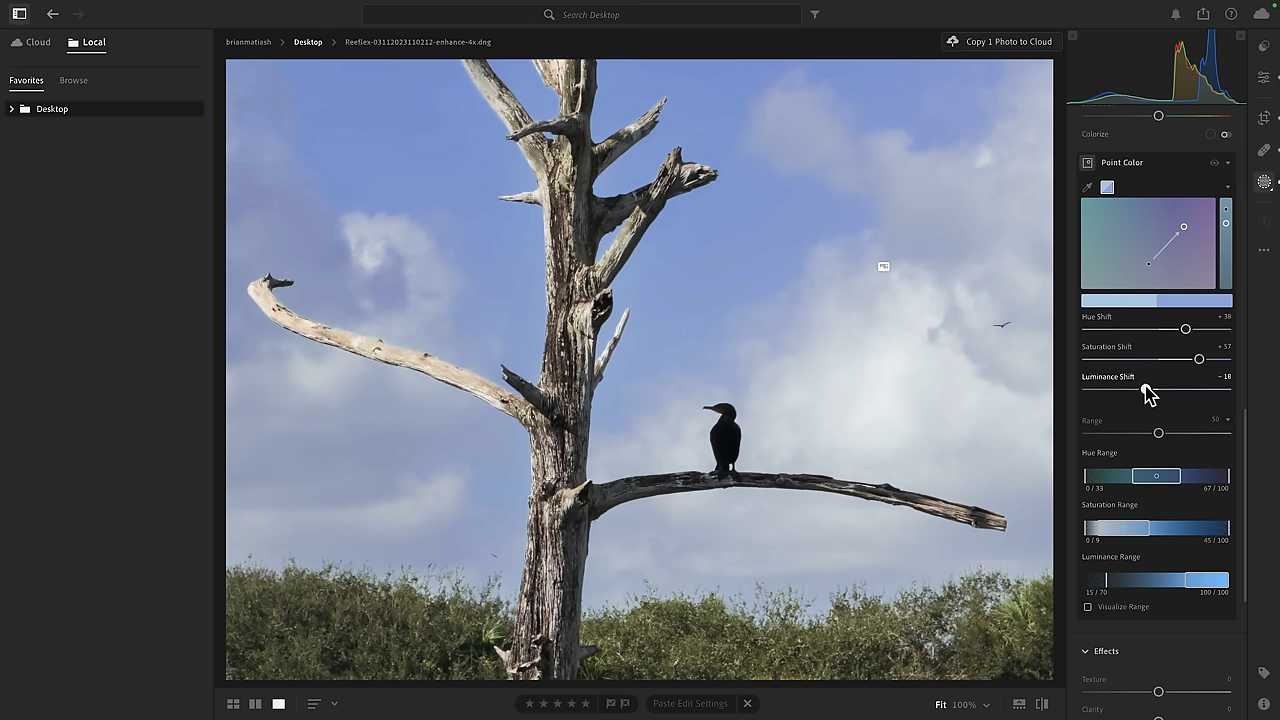 Search Desktop
Cloud
Local
brianmatiash
Desktop
Reeflex-03112023110212-enhance-4x.dng
Copy 1 Photo to Cloud
Favorites
Browse
Desktop
Colorize
Point Color
Hue Shift
+ 38
Saturation Shift
+ 57
Luminance Shift
– 18
Range
50
Hue Range
0 / 33
67 / 100
Saturation Range
0 / 9
45 / 100
Luminance Range
15 / 70
100 / 100
Visualize Range
Effects
Texture
0
Clarity
0
Paste Edit Settings
Fit
100%